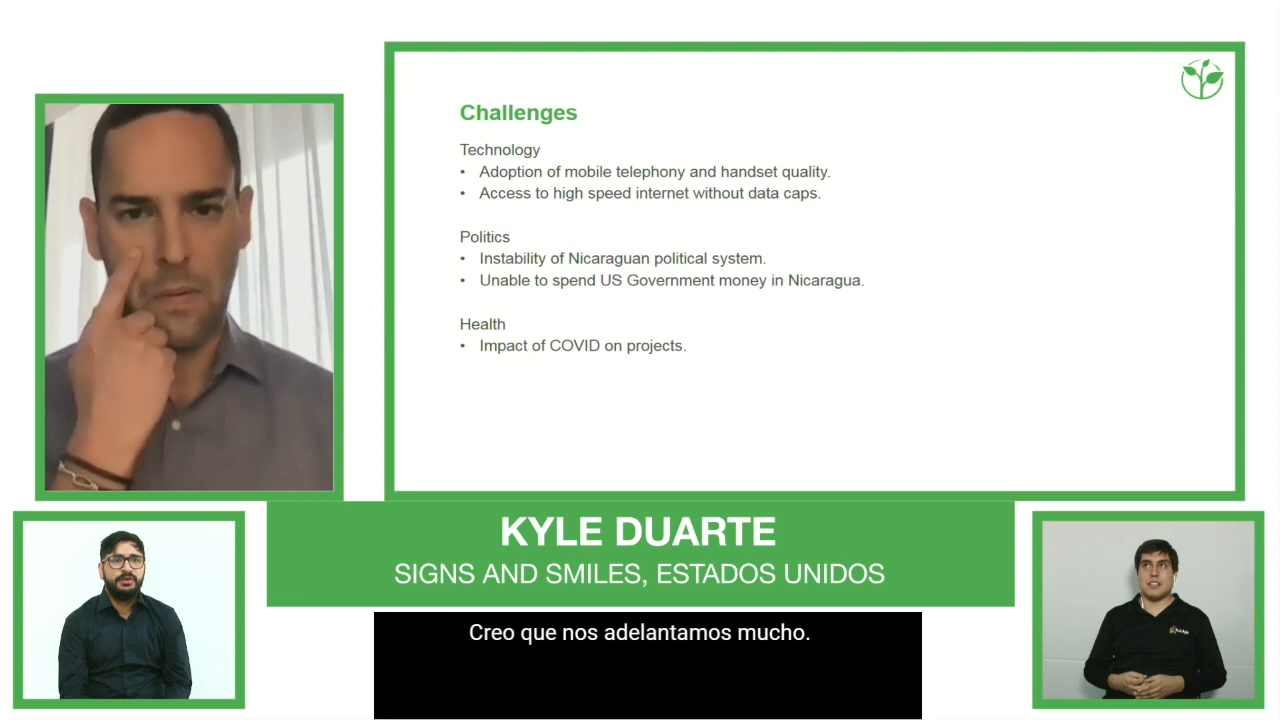 Challenges
Technology
• Adoption of mobile telephony and handset quality.
• Access to high speed internet without data caps.
Politics
• Instability of Nicaraguan political system.
• Unable to spend US Government money in Nicaragua.
Health
• Impact of COVID on projects.
KYLE DUARTE
SIGNS AND SMILES, ESTADOS UNIDOS
Creo que nos adelantamos mucho.